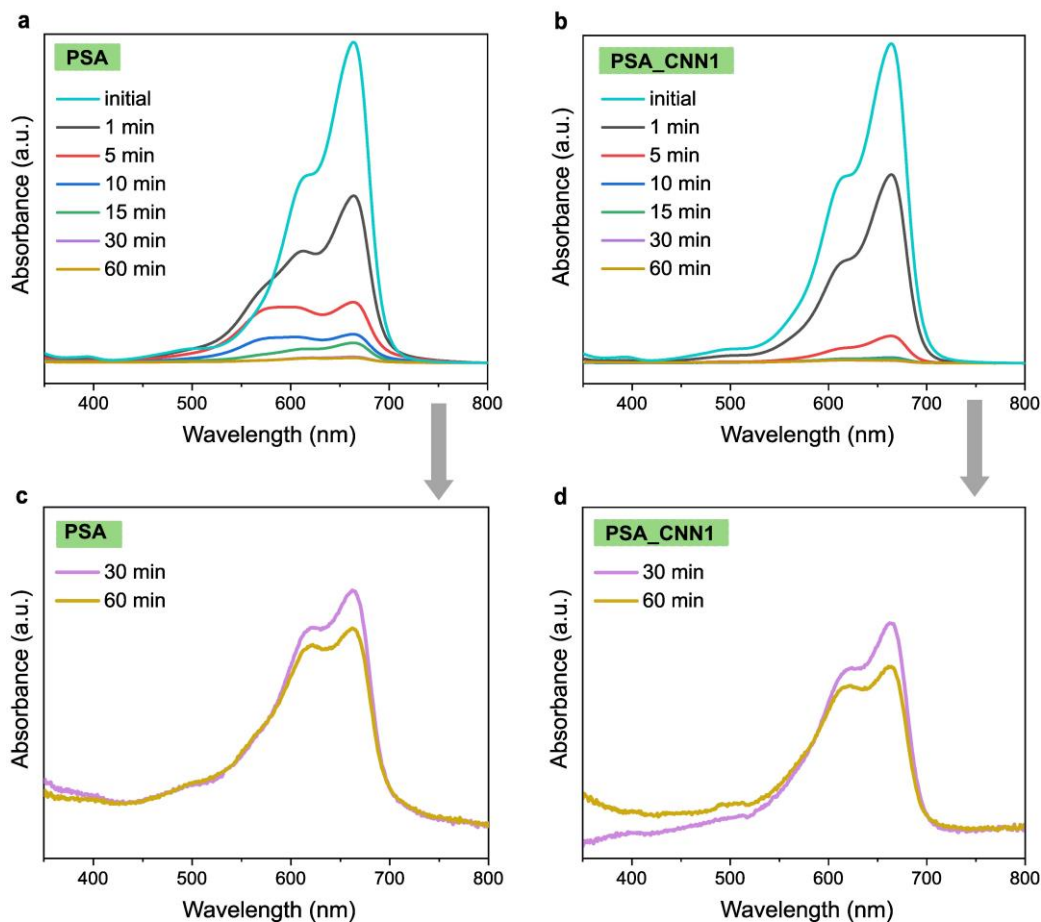 a
PSA
initial
1 min
5 min
10 min
15 min
30 min
60 min
Absorbance (a.u.)
400 500 600 700 800
Wavelength (nm)
b
PSA_CNN1
initial
1 min
5 min
10 min
15 min
30 min
60 min
Absorbance (a.u.)
400 500 600 700 800
Wavelength (nm)
c
PSA
30 min
60 min
Absorbance (a.u.)
400 500 600 700 800
Wavelength (nm)
d
PSA_CNN1
30 min
60 min
Absorbance (a.u.)
400 500 600 700 800
Wavelength (nm)